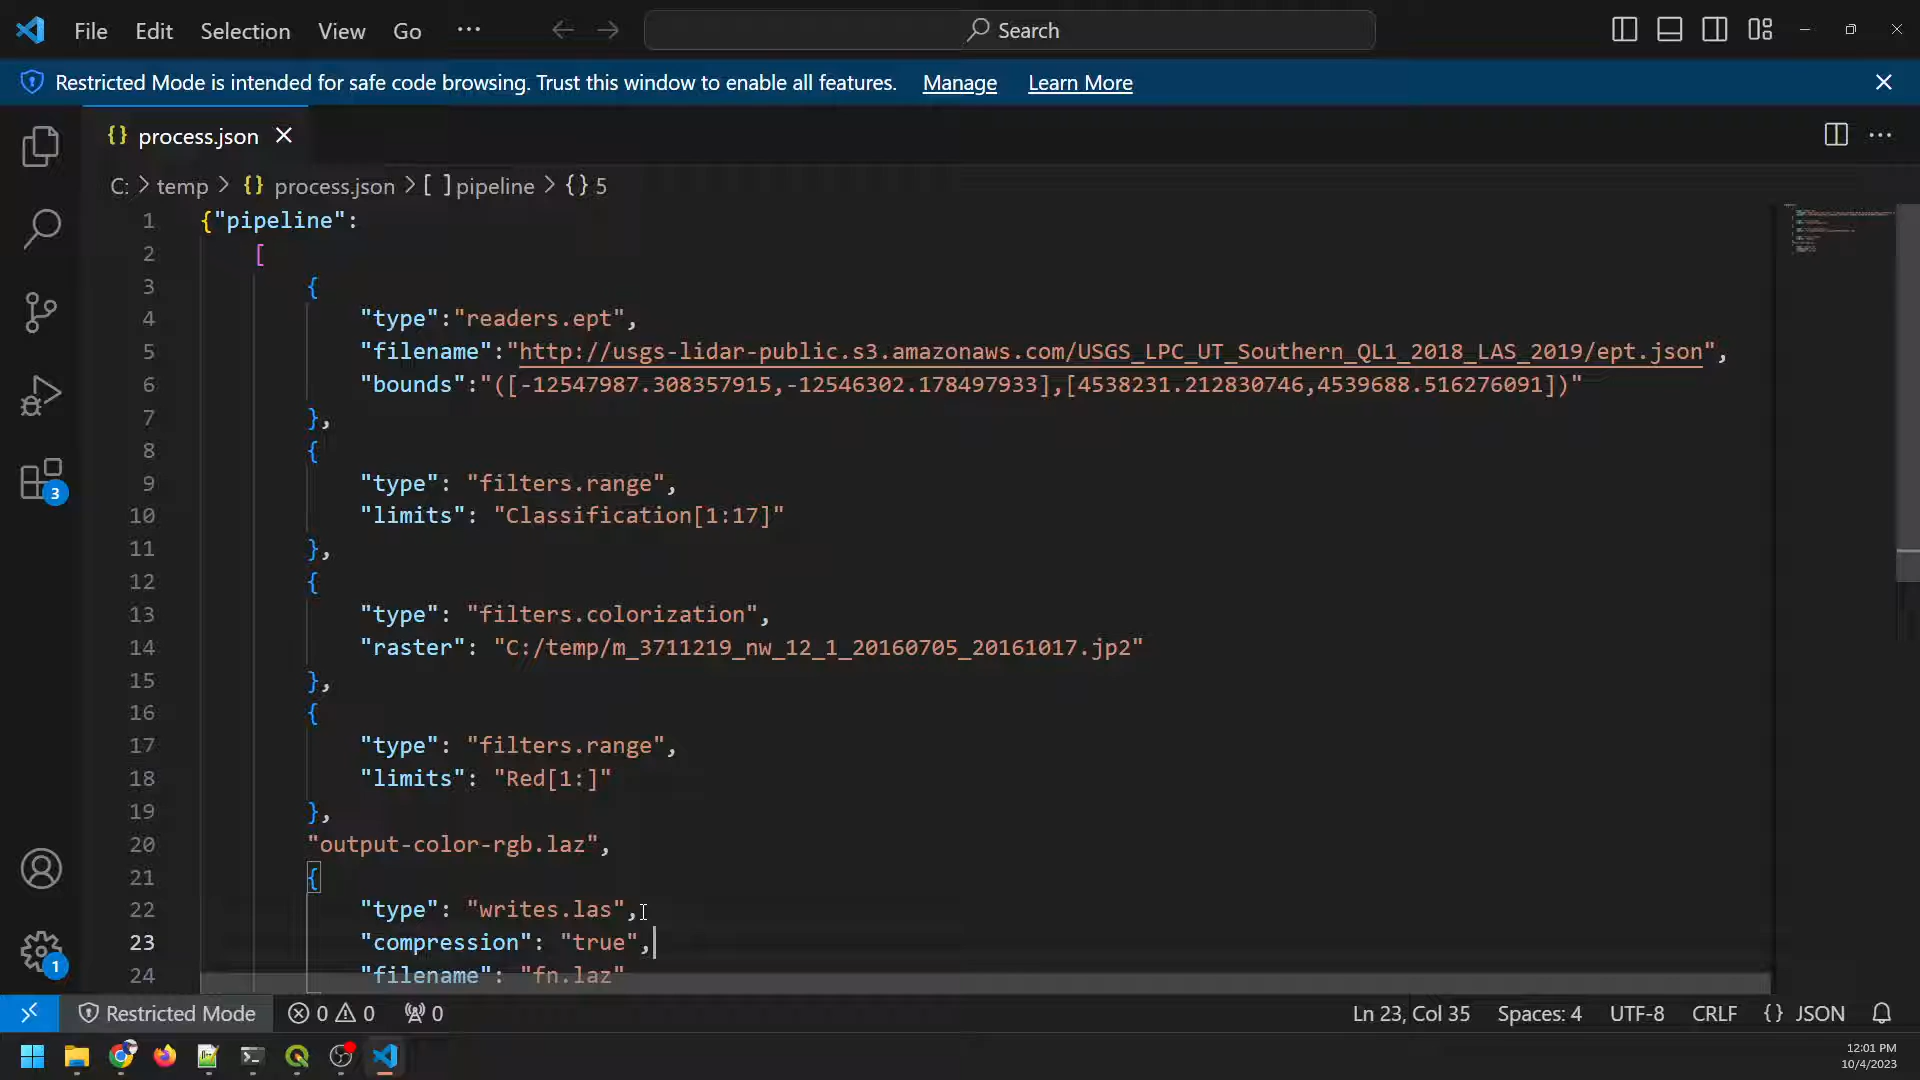 File Edit Selection View Go ··· Search
Restricted Mode is intended for safe code browsing. Trust this window to enable all features. Manage Learn More
{} process.json
C: > temp > {} process.json > [ ] pipeline > {} 5
1 {"pipeline":
2 [
3 {
4 "type":"readers.ept",
5 "filename":"http://usgs-lidar-public.s3.amazonaws.com/USGS_LPC_UT_Southern_QL1_2018_LAS_2019/ept.json",
6 "bounds":"([-12547987.308357915,-12546302.178497933],[4538231.212830746,4539688.516276091])"
7 },
8 {
9 "type": "filters.range",
10 "limits": "Classification[1:17]"
11 },
12 {
13 "type": "filters.colorization",
14 "raster": "C:/temp/m_3711219_nw_12_1_20160705_20161017.jp2"
15 },
16 {
17 "type": "filters.range",
18 "limits": "Red[1:]"
19 },
20 "output-color-rgb.laz",
21 {
22 "type": "writes.las",
23 "compression": "true",
24 "filename": "fn.laz"
3
1
Restricted Mode 0 0 0 Ln 23, Col 35 Spaces: 4 UTF-8 CRLF {} JSON
12:01 PM
10/4/2023